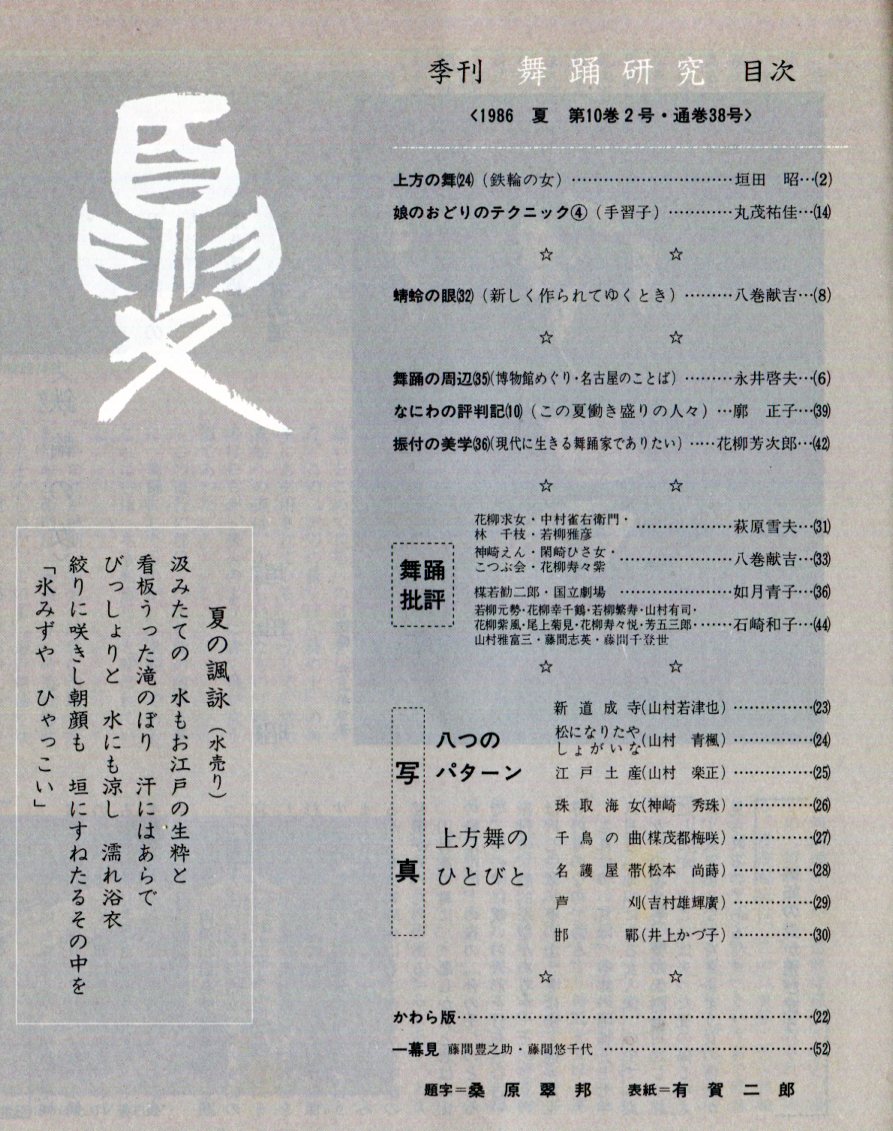 季刊 舞踊研究 目次
〈1986 夏 第10巻2号・通巻38号〉
上方の舞(24)(鉄輪の女)…………………………垣田 昭…(2)
娘のおどりのテクニック④(手習子)…………丸茂祐佳…(14)
☆ ☆
蜻蛉の眼(32)(新しく作られてゆくとき)………八巻献吉…(8)
☆ ☆
舞踊の周辺(35)(博物館めぐり・名古屋のことば)………永井啓夫…(6)
なにわの評判記(10)(この夏働き盛りの人々)…廓 正子…(39)
振付の美学(36)(現代に生きる舞踊家でありたい)……花柳芳次郎…(42)
☆ ☆
舞踊
批評
花柳求女・中村雀右衛門・
林 千枝・若柳雅彦………………萩原雪夫…(31)
神崎えん・閑崎ひさ女・
こつぶ会・花柳寿々紫…………………八巻献吉…(33)
楳若勧二郎・国立劇場…………………如月青子…(36)
若柳元勢・花柳幸千鶴・若柳繁寿・山村有司・
花柳紫風・尾上菊見・花柳寿々悦・芳五三郎・……石崎和子…(44)
山村雅富三・藤間志英・藤間千登世
☆ ☆
写真
八つの
パターン
上方舞の
ひとびと
新道成寺(山村若津也)……………(23)
松になりたや
しょがいな(山村 青楓)……………(24)
江戸土産(山村 楽正)……………(25)
珠取海女(神崎 秀珠)……………(26)
千鳥の曲(楳茂都梅咲)……………(27)
名護屋帯(松本 尚蒔)……………(28)
芦刈(吉村雄輝廣)……………(29)
邯鄲(井上かづ子)……………(30)
☆ ☆
かわら版……………………………………………………(22)
一幕見 藤間豊之助・藤間悠千代………………………………(52)
題字=桑原翠邦 表紙=有賀二郎
夏
夏の諷詠(水売り)
汲みたての 水もお江戸の生粋と
看板うった滝のぼり 汗にはあらで
びっしょりと 水にも涼し 濡れ浴衣
絞りに咲きし朝顔も 垣にすねたるその中を
「氷みずや ひゃっこい」